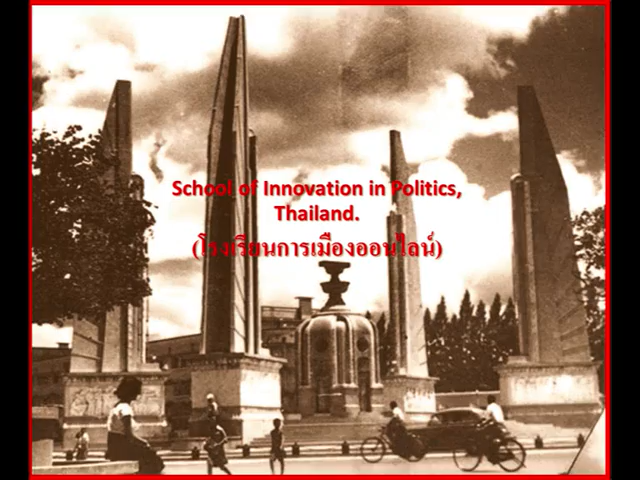 School of Innovation in Politics,
Thailand.
(โรงเรียนการเมืองออนไลน์)